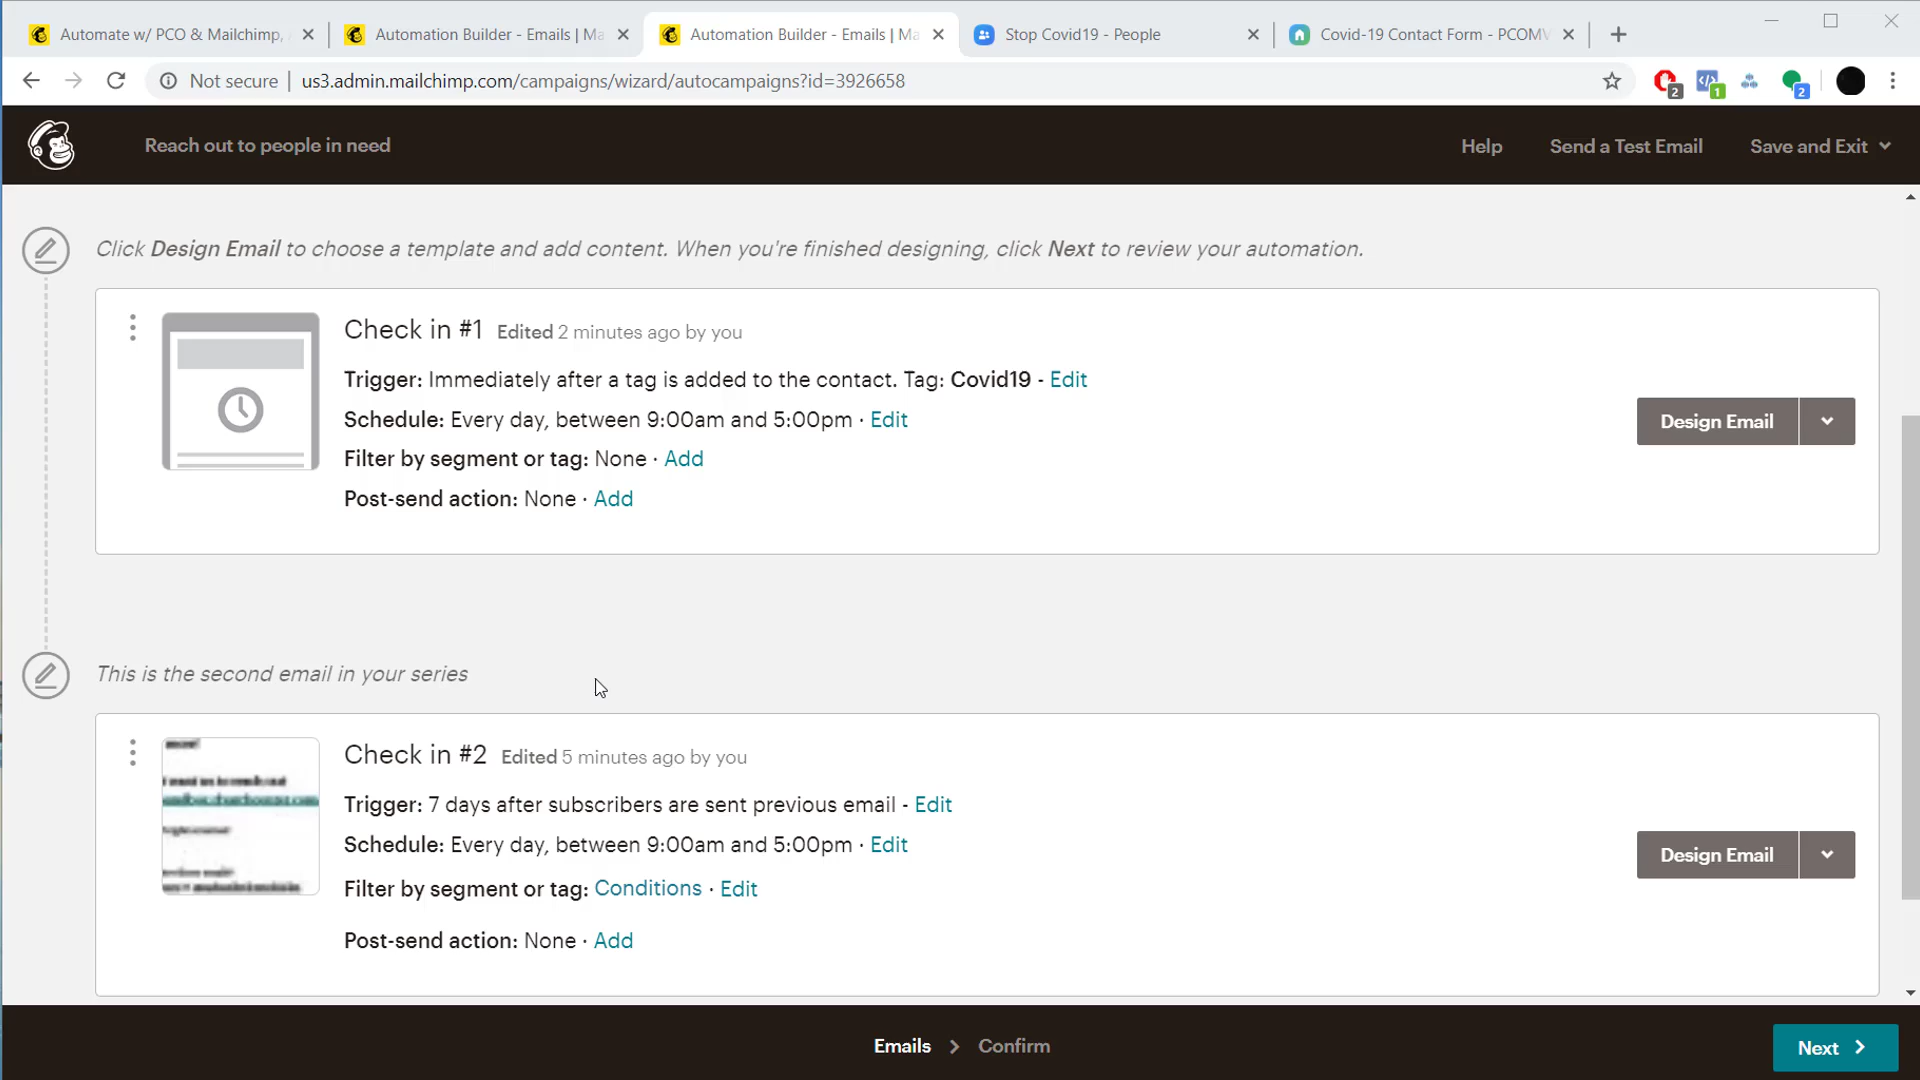 Automate w/ PCO & Mailchimp,
Automation Builder - Emails | Ma
Automation Builder - Emails | Ma
Stop Covid19 - People
Covid-19 Contact Form - PCOMV
Not secure | us3.admin.mailchimp.com/campaigns/wizard/autocampaigns?id=3926658
2
1
2
Reach out to people in need
Help
Send a Test Email
Save and Exit
Click Design Email to choose a template and add content. When you're finished designing, click Next to review your automation.
Check in #1 Edited 2 minutes ago by you
Trigger: Immediately after a tag is added to the contact. Tag: Covid19 - Edit
Schedule: Every day, between 9:00am and 5:00pm · Edit
Design Email
Filter by segment or tag: None · Add
Post-send action: None · Add
This is the second email in your series
Check in #2 Edited 5 minutes ago by you
Trigger: 7 days after subscribers are sent previous email - Edit
Schedule: Every day, between 9:00am and 5:00pm · Edit
Design Email
Filter by segment or tag: Conditions · Edit
Post-send action: None · Add
Emails > Confirm
Next >